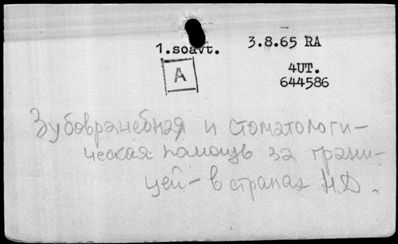 1.soavt. 3.8.65 RA
A
4UT.
644586
Зубоврачебная и стоматологи-
ческая помощь за грани-
цей - в странах НД.